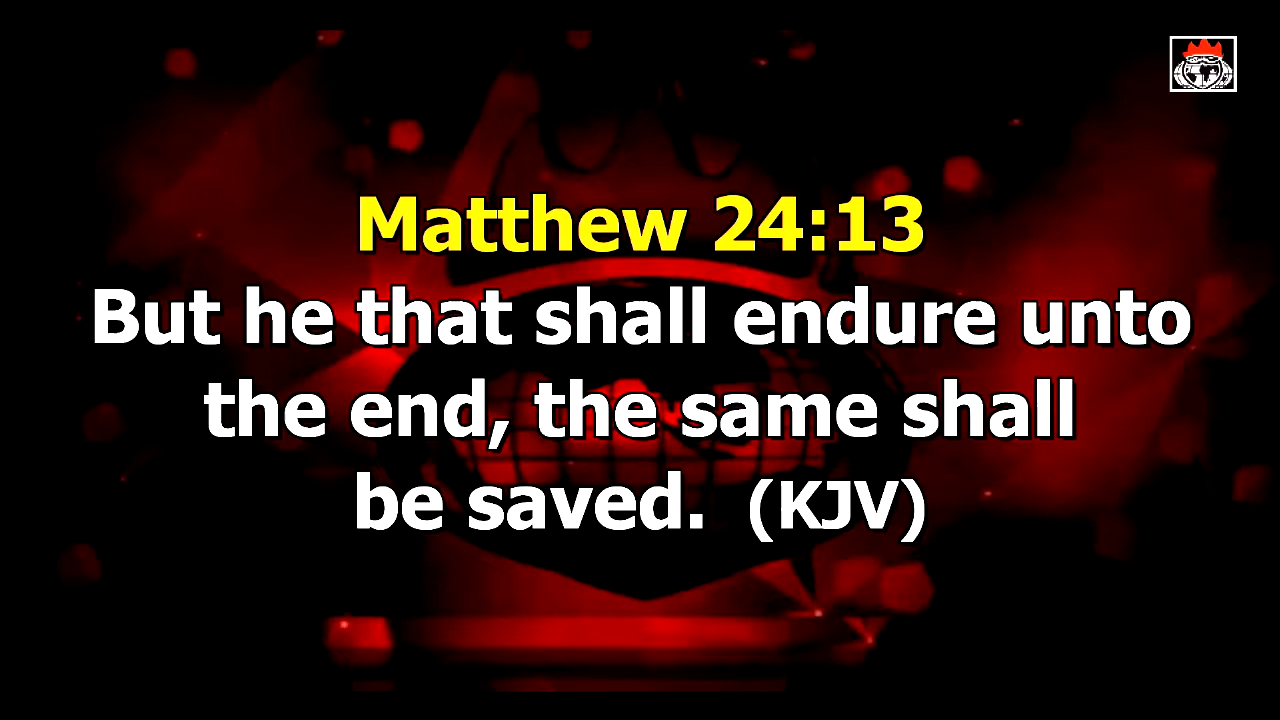 Matthew 24:13
But he that shall endure unto
the end, the same shall
be saved. (KJV)